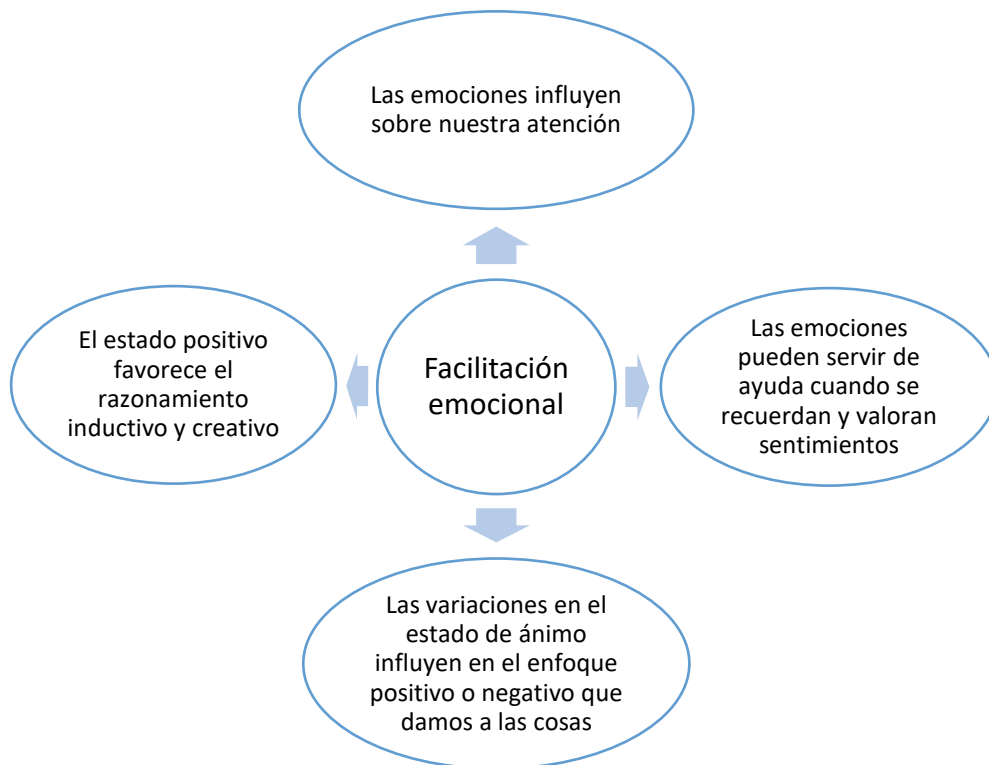 Las emociones influyen
sobre nuestra atención
El estado positivo
favorece el
razonamiento
inductivo y creativo
Facilitación
emocional
Las emociones
pueden servir de
ayuda cuando se
recuerdan y valoran
sentimientos
Las variaciones en el
estado de ánimo
influyen en el enfoque
positivo o negativo que
damos a las cosas